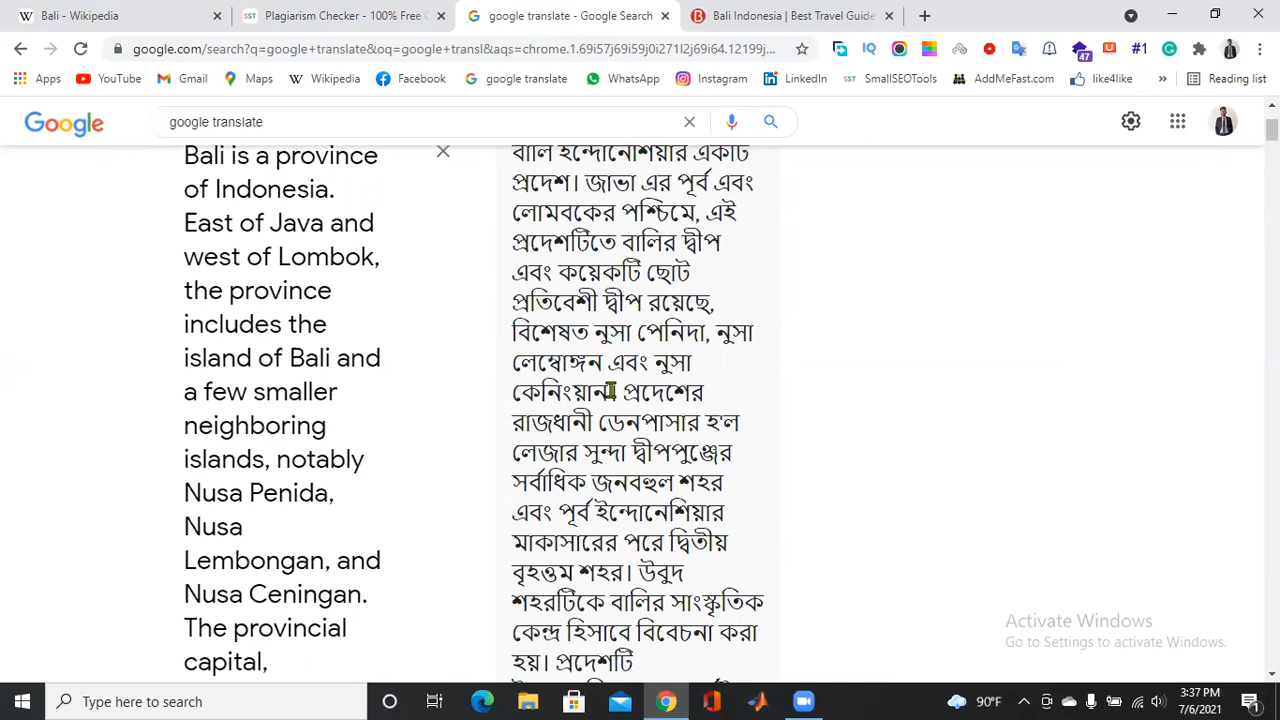 Bali - Wikipedia
Plagiarism Checker - 100% Free O
google translate - Google Search
Bali Indonesia | Best Travel Guide
google.com/search?q=google+translate&oq=google+transl&aqs=chrome.1.69i57j69i59j0i271l2j69i64.12199j...
IQ
#1
47
Apps
YouTube
Gmail
Maps
Wikipedia
Facebook
google translate
WhatsApp
Instagram
LinkedIn
SmallSEOTools
AddMeFast.com
like4like
»
Reading list
Google
google translate
Bali is a province
of Indonesia.
East of Java and
west of Lombok,
the province
includes the
island of Bali and
a few smaller
neighboring
islands, notably
Nusa Penida,
Nusa
Lembongan, and
Nusa Ceningan.
The provincial
capital,
বালি ইন্দোনেশিয়ার একটি
প্রদেশ। জাভা এর পূর্ব এবং
লোমবকের পশ্চিমে, এই
প্রদেশটিতে বালির দ্বীপ
এবং কয়েকটি ছোট
প্রতিবেশী দ্বীপ রয়েছে,
বিশেষত নুসা পেনিদা, নুসা
লেম্বোঙ্গন এবং নুসা
কেনিংয়ান। প্রদেশের
রাজধানী ডেনপাসার হ'ল
লেজার সুন্দা দ্বীপপুঞ্জের
সর্বাধিক জনবহুল শহর
এবং পূর্ব ইন্দোনেশিয়ার
মাকাসারের পরে দ্বিতীয়
বৃহত্তম শহর। উবুদ
শহরটিকে বালির সাংস্কৃতিক
কেন্দ্র হিসাবে বিবেচনা করা
হয়। প্রদেশটি
Activate Windows
Go to Settings to activate Windows.
Type here to search
90°F
3:37 PM
7/6/2021
1